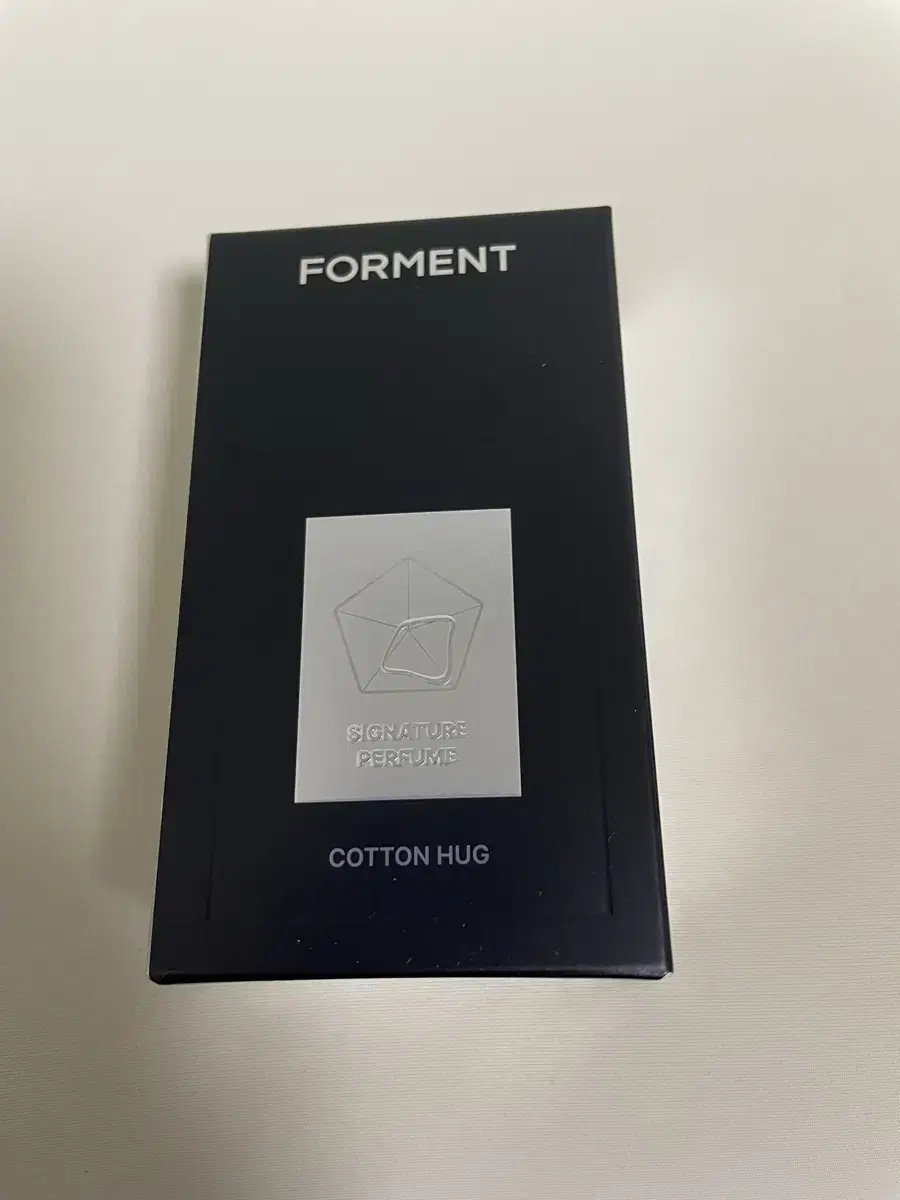 FORMENT
SIGNATURE
PERFUME
COTTON HUG